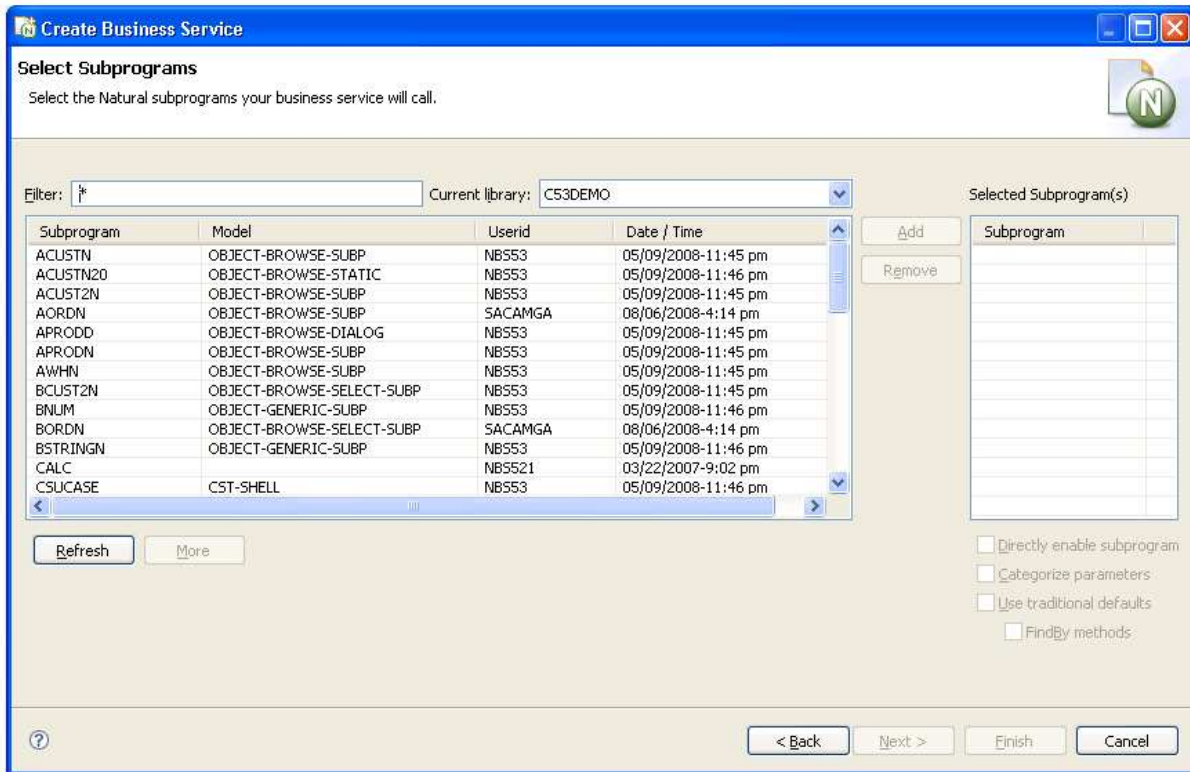 Create Business Service
Select Subprograms
Select the Natural subprograms your business service will call.
N
Filter: * Current library: C53DEMO Selected Subprogram(s)
Subprogram Model Userid Date / Time Add Subprogram
ACUSTN OBJECT-BROWSE-SUBP NBS53 05/09/2008-11:45 pm
ACUSTN20 OBJECT-BROWSE-STATIC NBS53 05/09/2008-11:46 pm Remove
ACUST2N OBJECT-BROWSE-SUBP NBS53 05/09/2008-11:45 pm
AORDN OBJECT-BROWSE-SUBP SACAMGA 08/06/2008-4:14 pm
APRODD OBJECT-BROWSE-DIALOG NBS53 05/09/2008-11:45 pm
APRODN OBJECT-BROWSE-SUBP NBS53 05/09/2008-11:45 pm
AWHN OBJECT-BROWSE-SUBP NBS53 05/09/2008-11:45 pm
BCUST2N OBJECT-BROWSE-SELECT-SUBP NBS53 05/09/2008-11:45 pm
BNUM OBJECT-GENERIC-SUBP NBS53 05/09/2008-11:46 pm
BORDN OBJECT-BROWSE-SELECT-SUBP SACAMGA 08/06/2008-4:14 pm
BSTRINGN OBJECT-GENERIC-SUBP NBS53 05/09/2008-11:46 pm
CALC NBS521 03/22/2007-9:02 pm
CSUCASE CST-SHELL NBS53 05/09/2008-11:46 pm
Refresh More
Directly enable subprogram
Categorize parameters
Use traditional defaults
FindBy methods
? < Back Next > Finish Cancel